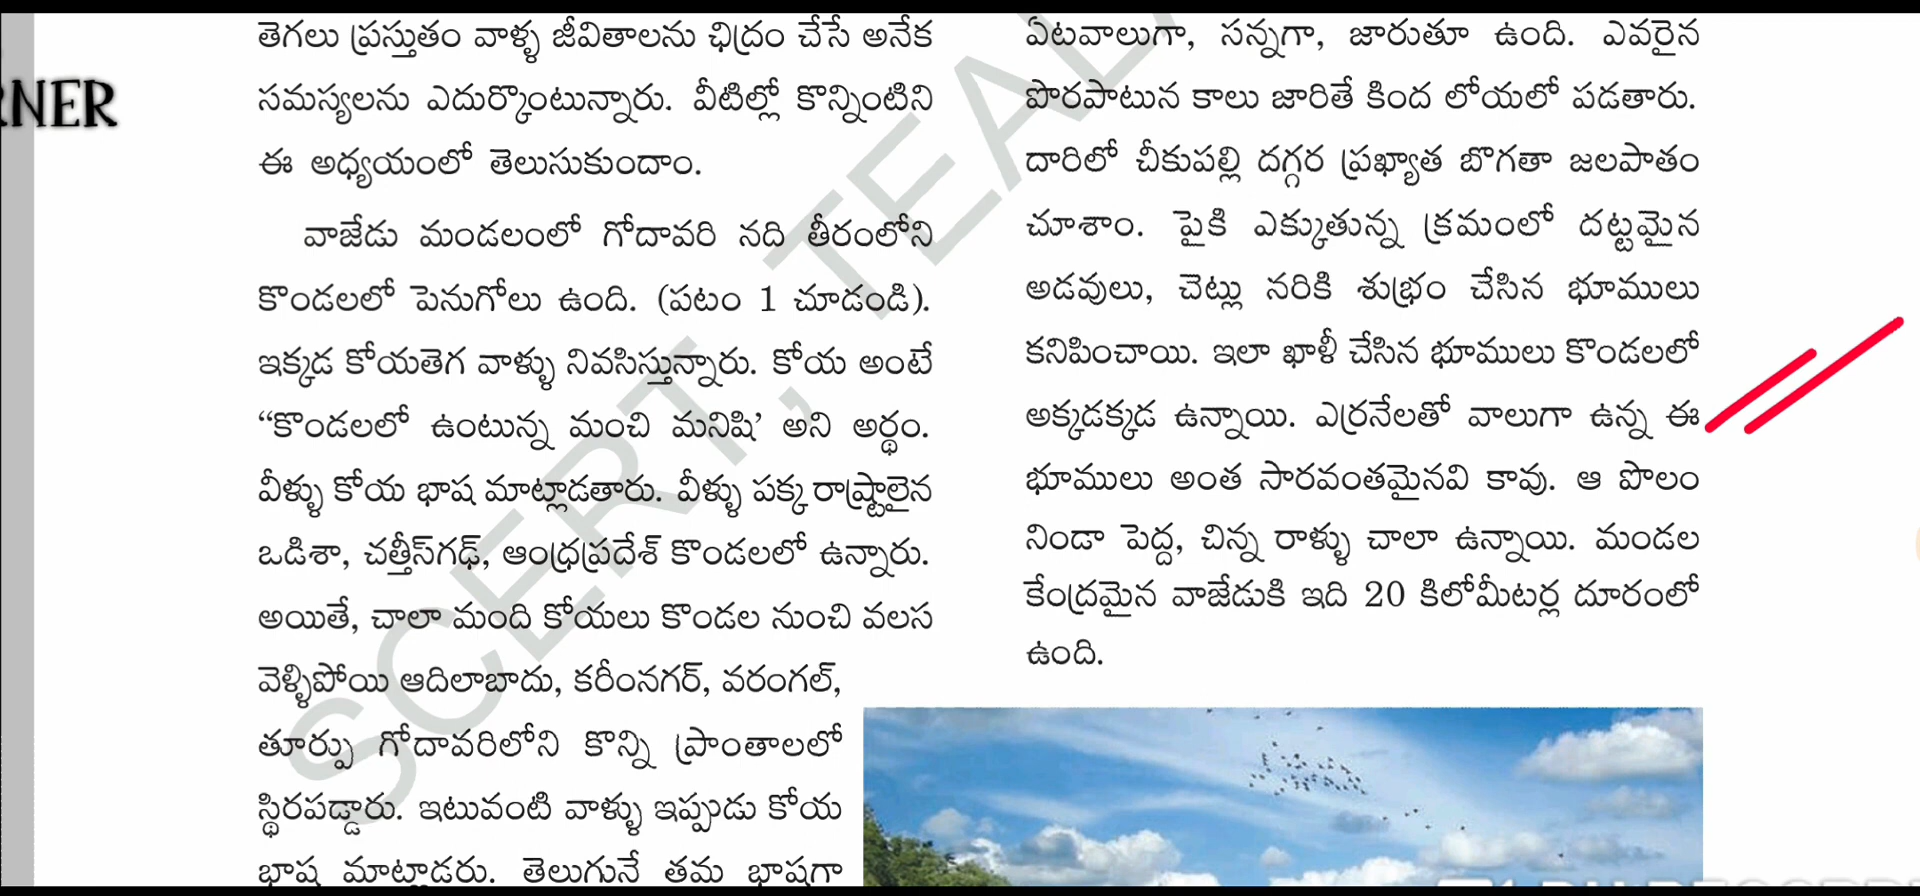 RNER
తెగలు ప్రస్తుతం వాళ్ళ జీవితాలను ఛిద్రం చేసే అనేక
సమస్యలను ఎదుర్కొంటున్నారు. వీటిల్లో కొన్నింటిని
ఈ అధ్యయంలో తెలుసుకుందాం.
వాజేడు మండలంలో గోదావరి నది తీరంలోని
కొండలలో పెనుగోలు ఉంది. (పటం 1 చూడండి).
ఇక్కడ కోయతెగ వాళ్ళు నివసిస్తున్నారు. కోయ అంటే
“కొండలలో ఉంటున్న మంచి మనిషి’ అని అర్థం.
వీళ్ళు కోయ భాష మాట్లాడతారు. వీళ్ళు పక్క రాష్ట్రాలైన
ఒడిశా, చత్తీస్‌గఢ్, ఆంధ్రప్రదేశ్ కొండలలో ఉన్నారు.
అయితే, చాలా మంది కోయలు కొండల నుంచి వలస
వెళ్ళిపోయి ఆదిలాబాదు, కరీంనగర్, వరంగల్,
తూర్పు గోదావరిలోని కొన్ని ప్రాంతాలలో
స్థిరపడ్డారు. ఇటువంటి వాళ్ళు ఇప్పుడు కోయ
భాష మాట్లాడరు. తెలుగునే తమ భాషగా
ఏటవాలుగా, సన్నగా, జారుతూ ఉంది. ఎవరైన
పొరపాటున కాలు జారితే కింద లోయలో పడతారు.
దారిలో చీకుపల్లి దగ్గర ప్రఖ్యాత బొగతా జలపాతం
చూశాం. పైకి ఎక్కుతున్న క్రమంలో దట్టమైన
అడవులు, చెట్లు నరికి శుభ్రం చేసిన భూములు
కనిపించాయి. ఇలా ఖాళీ చేసిన భూములు కొండలలో
అక్కడక్కడ ఉన్నాయి. ఎర్రనేలతో వాలుగా ఉన్న ఈ
భూములు అంత సారవంతమైనవి కావు. ఆ పొలం
నిండా పెద్ద, చిన్న రాళ్ళు చాలా ఉన్నాయి. మండల
కేంద్రమైన వాజేడుకి ఇది 20 కిలోమీటర్ల దూరంలో
ఉంది.
SCERT, TEAL